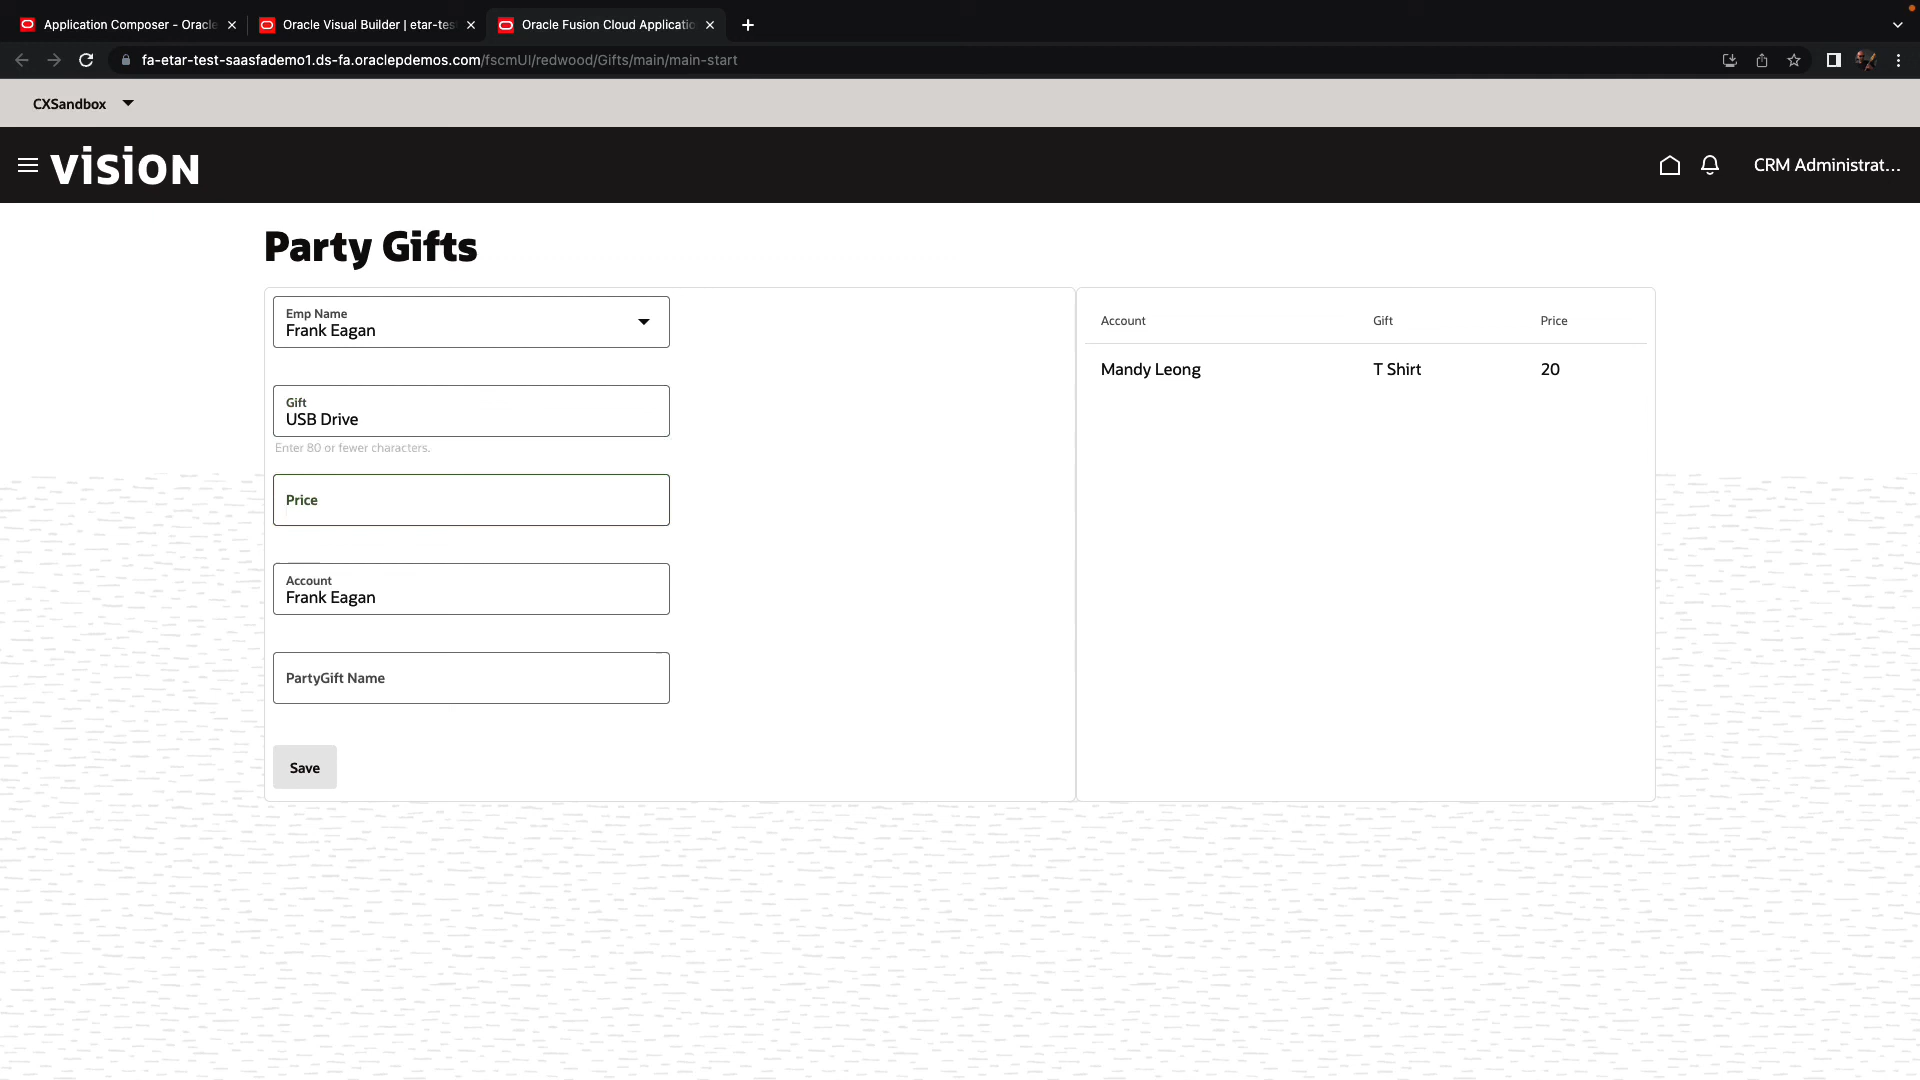 Application Composer - Oracle
Oracle Visual Builder | etar-tes
Oracle Fusion Cloud Applicatio
fa-etar-test-saasfademo1.ds-fa.oraclepdemos.com/fscmUI/redwood/Gifts/main/main-start
CXSandbox
vision
CRM Administrat...
Party Gifts
Emp Name
Frank Eagan
Gift
USB Drive
Enter 80 or fewer characters.
Price
Account
Frank Eagan
PartyGift Name
Save
Account Gift Price
Mandy Leong T Shirt 20